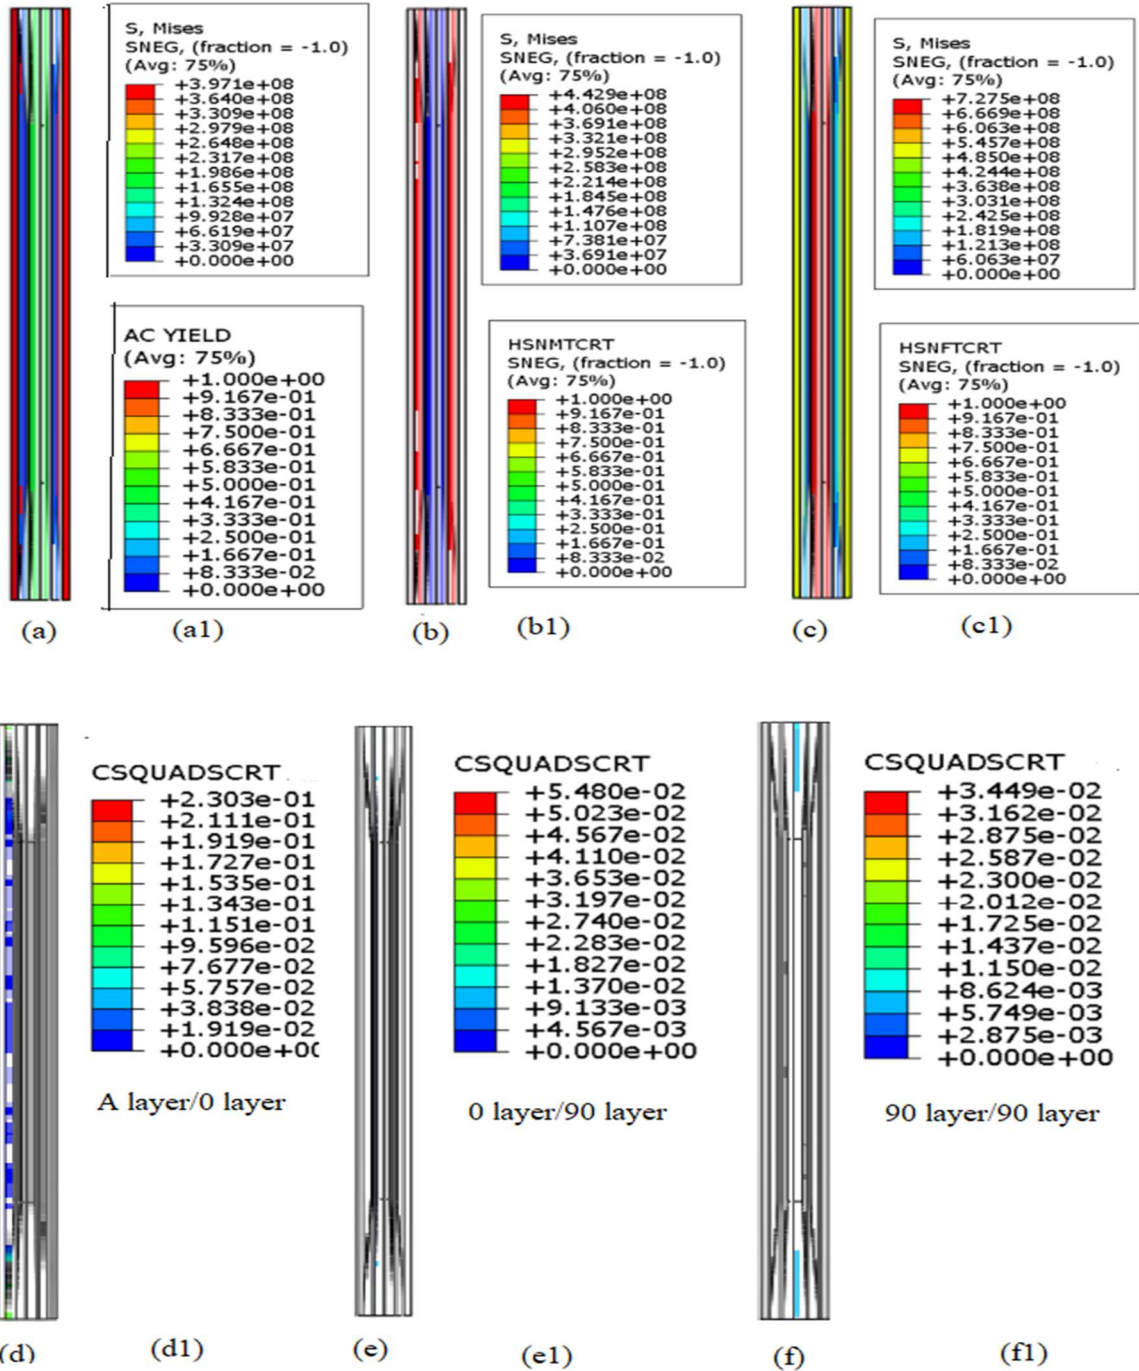 S, Mises
SNEG, (fraction = -1.0)
(Avg: 75%)
+3.971e+08
+3.640e+08
+3.309e+08
+2.979e+08
+2.648e+08
+2.317e+08
+1.986e+08
+1.655e+08
+1.324e+08
+9.928e+07
+6.619e+07
+3.309e+07
+0.000e+00
AC YIELD
(Avg: 75%)
+1.000e+00
+9.167e-01
+8.333e-01
+7.500e-01
+6.667e-01
+5.833e-01
+5.000e-01
+4.167e-01
+3.333e-01
+2.500e-01
+1.667e-01
+8.333e-02
+0.000e+00
S, Mises
SNEG, (fraction = -1.0)
(Avg: 75%)
+4.429e+08
+4.060e+08
+3.691e+08
+3.321e+08
+2.952e+08
+2.583e+08
+2.214e+08
+1.845e+08
+1.476e+08
+1.107e+08
+7.381e+07
+3.691e+07
+0.000e+00
HSNMTCRT
SNEG, (fraction = -1.0)
(Avg: 75%)
+1.000e+00
+9.167e-01
+8.333e-01
+7.500e-01
+6.667e-01
+5.833e-01
+5.000e-01
+4.167e-01
+3.333e-01
+2.500e-01
+1.667e-01
+8.333e-02
+0.000e+00
S, Mises
SNEG, (fraction = -1.0)
(Avg: 75%)
+7.275e+08
+6.669e+08
+6.063e+08
+5.457e+08
+4.850e+08
+4.244e+08
+3.638e+08
+3.031e+08
+2.425e+08
+1.819e+08
+1.213e+08
+6.063e+07
+0.000e+00
HSNFTCRT
SNEG, (fraction = -1.0)
(Avg: 75%)
+1.000e+00
+9.167e-01
+8.333e-01
+7.500e-01
+6.667e-01
+5.833e-01
+5.000e-01
+4.167e-01
+3.333e-01
+2.500e-01
+1.667e-01
+8.333e-02
+0.000e+00
(a) (a1) (b) (b1) (c) (c1)
CSQUADSCRT
+2.303e-01
+2.111e-01
+1.919e-01
+1.727e-01
+1.535e-01
+1.343e-01
+1.151e-01
+9.596e-02
+7.677e-02
+5.757e-02
+3.838e-02
+1.919e-02
+0.000e+00
A layer/0 layer
CSQUADSCRT
+5.480e-02
+5.023e-02
+4.567e-02
+4.110e-02
+3.653e-02
+3.197e-02
+2.740e-02
+2.283e-02
+1.827e-02
+1.370e-02
+9.133e-03
+4.567e-03
+0.000e+00
0 layer/90 layer
CSQUADSCRT
+3.449e-02
+3.162e-02
+2.875e-02
+2.587e-02
+2.300e-02
+2.012e-02
+1.725e-02
+1.437e-02
+1.150e-02
+8.624e-03
+5.749e-03
+2.875e-03
+0.000e+00
90 layer/90 layer
(d) (d1) (e) (e1) (f) (f1)